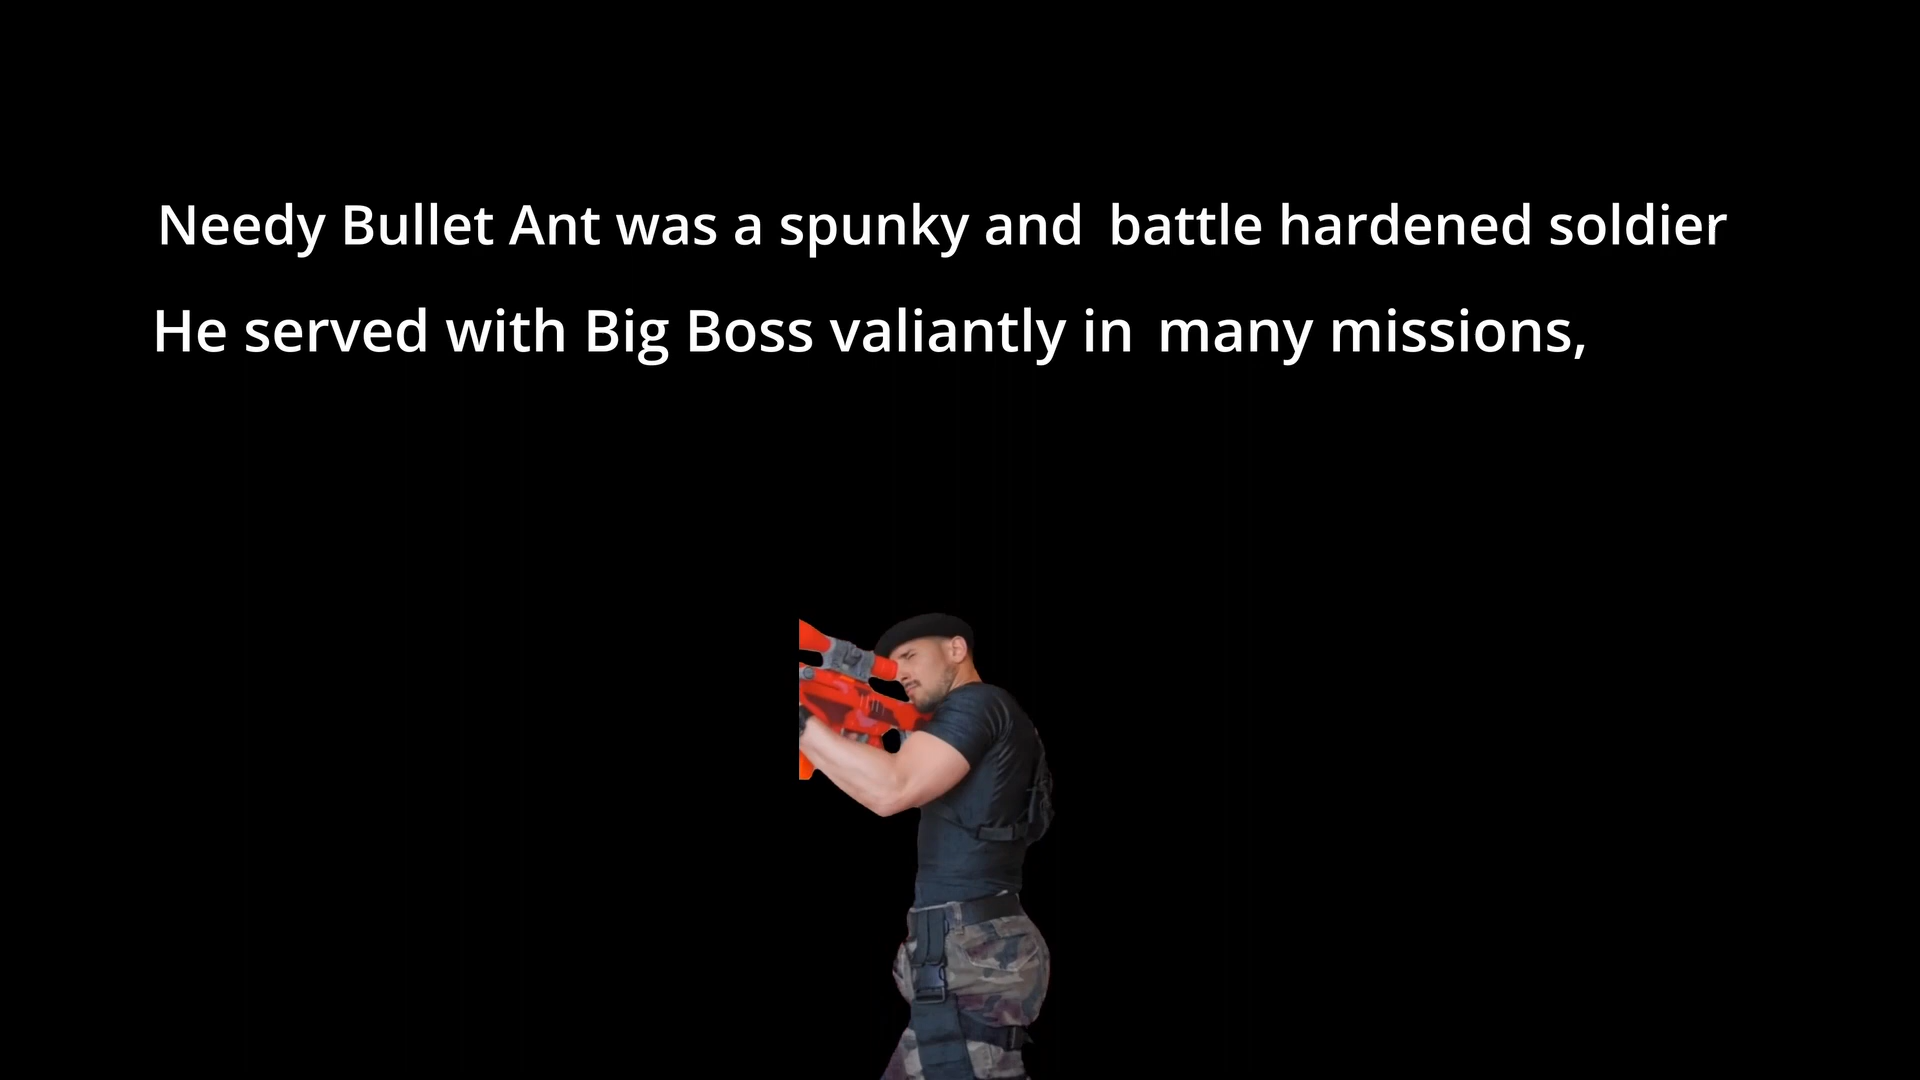 Needy Bullet Ant was a spunky and battle hardened soldier
He served with Big Boss valiantly in many missions,